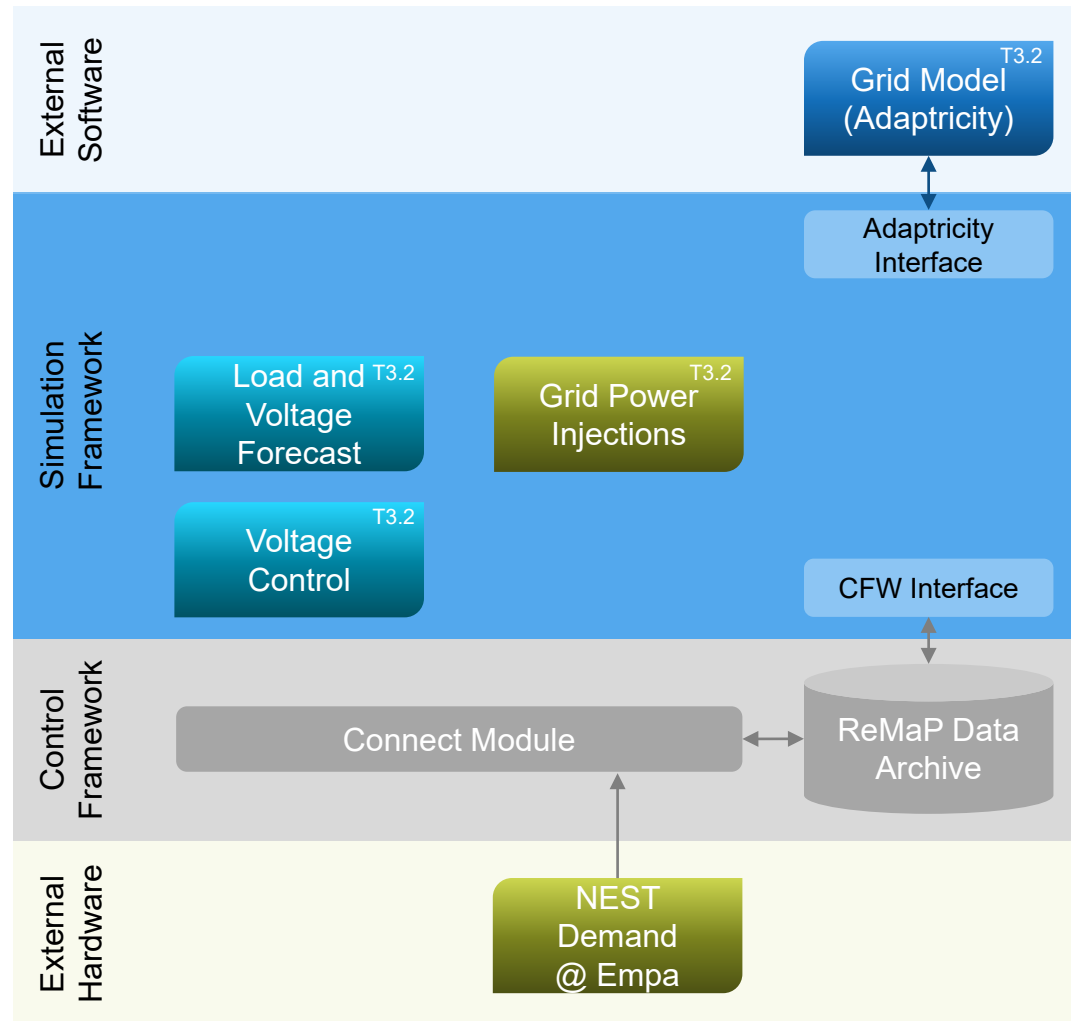 External
Software
T3.2
Grid Model
(Adaptricity)
Adaptricity
Interface
Simulation
Framework
T3.2
Load and
Voltage
Forecast
T3.2
Grid Power
Injections
T3.2
Voltage
Control
CFW Interface
Control
Framework
Connect Module
ReMaP Data
Archive
External
Hardware
NEST
Demand
@ Empa